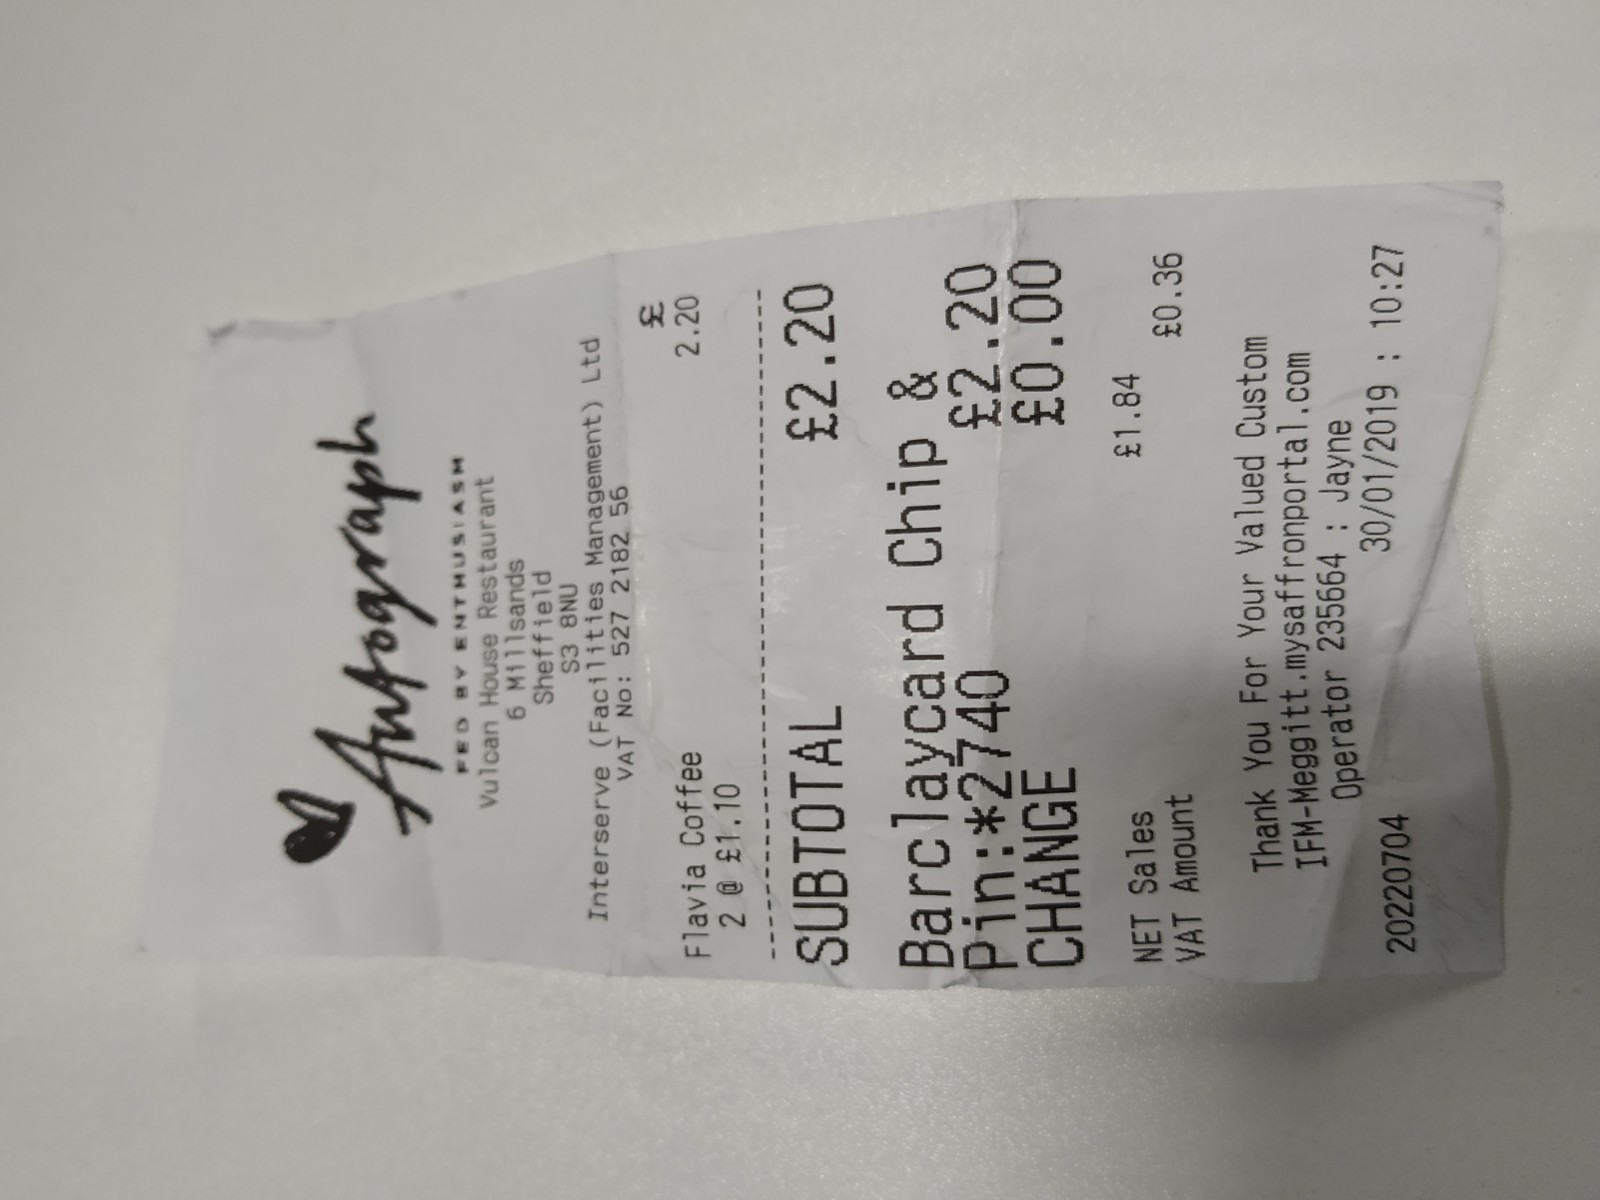 Autograph
FED BY ENTHUSIASM
Vulcan House Restaurant
6 Millsands
Sheffield
S3 8NU
Interserve (Facilities Management) Ltd
VAT No: 527 2182 56
£
Flavia Coffee 2.20
2 @ £1.10
SUBTOTAL £2.20
Barclaycard Chip &
Pin:*2740 £2.20
CHANGE £0.00
NET Sales £1.84
VAT Amount £0.36
Thank You For Your Valued Custom
IFM-Meggitt.mysaffronportal.com
Operator 235664 : Jayne
20220704 30/01/2019 : 10:27